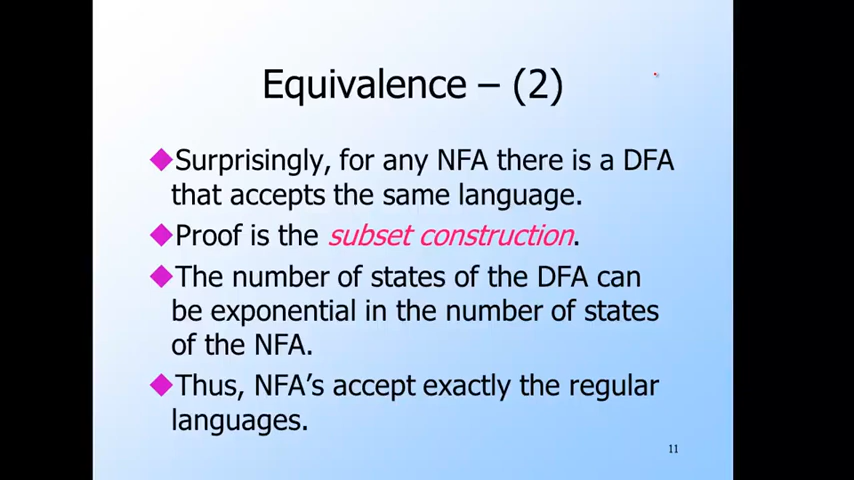 Equivalence – (2)
Surprisingly, for any NFA there is a DFA
that accepts the same language.
Proof is the subset construction.
The number of states of the DFA can
be exponential in the number of states
of the NFA.
Thus, NFA’s accept exactly the regular
languages.
11